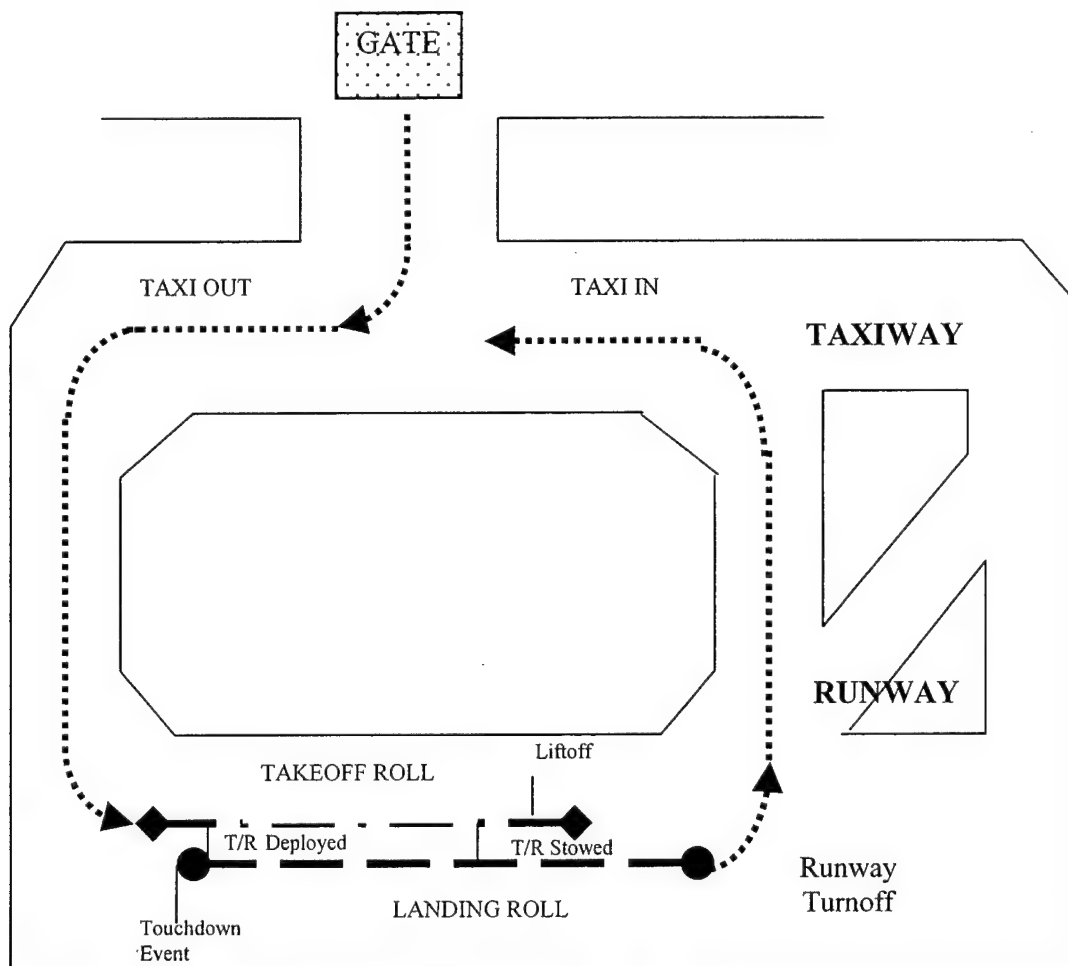 GATE
TAXI OUT
TAXI IN
TAXIWAY
RUNWAY
Liftoff
TAKEOFF ROLL
T/R Deployed
T/R Stowed
Runway
Turnoff
LANDING ROLL
Touchdown
Event